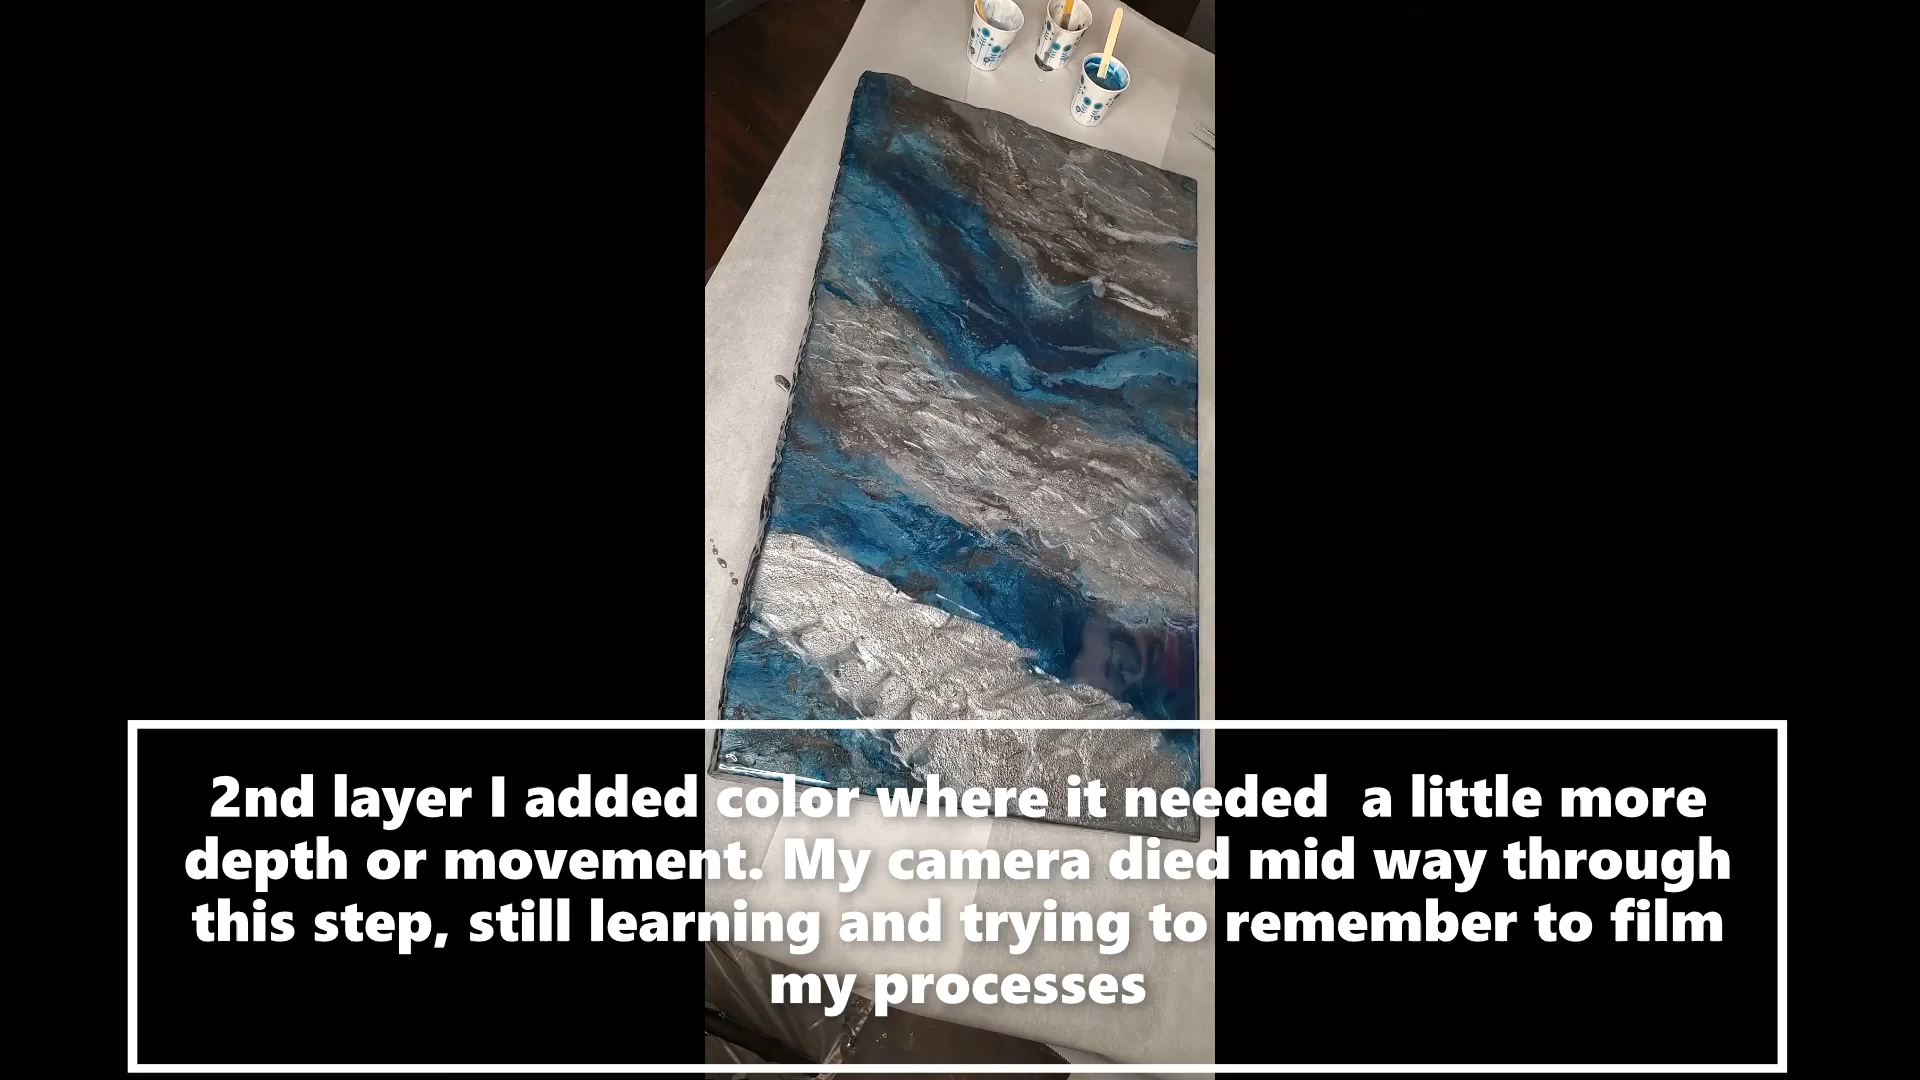 2nd layer I added color where it needed  a little more
depth or movement. My camera died mid way through
this step, still learning and trying to remember to film
my processes